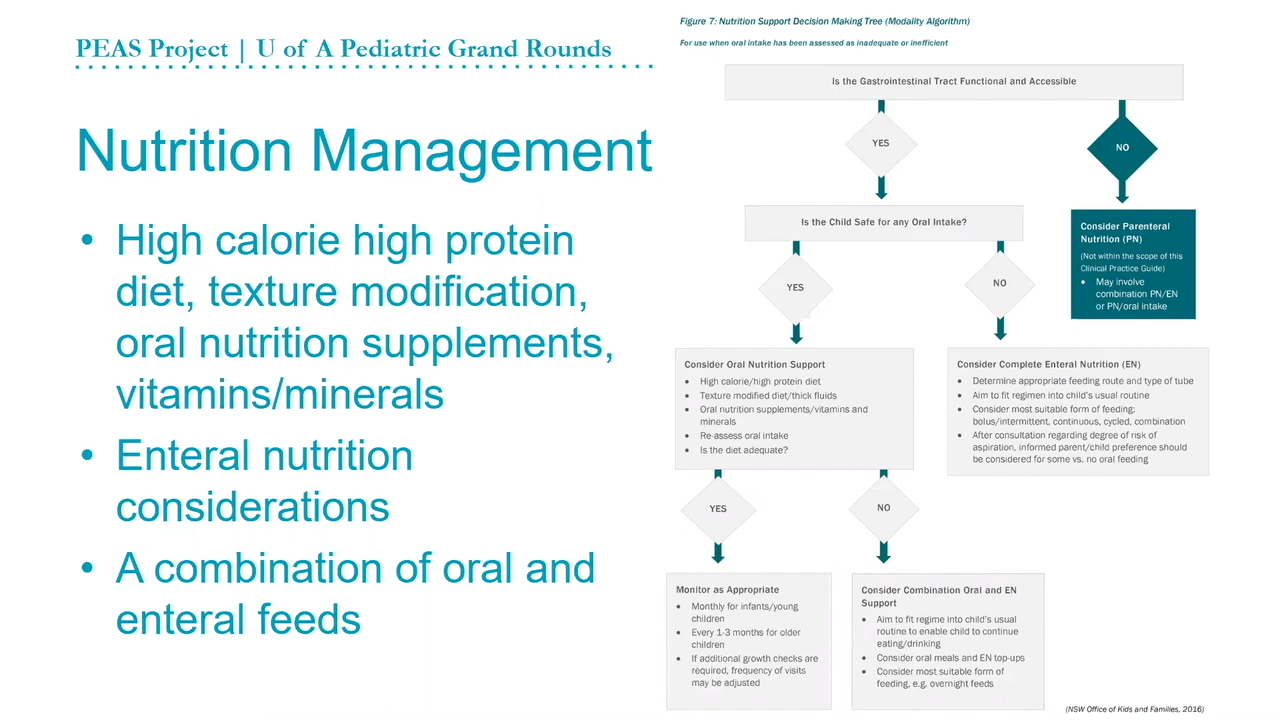 PEAS Project | U of A Pediatric Grand Rounds
Nutrition Management
• High calorie high protein
diet, texture modification,
oral nutrition supplements,
vitamins/minerals
• Enteral nutrition
considerations
• A combination of oral and
enteral feeds
Figure 7: Nutrition Support Decision Making Tree (Modality Algorithm)
For use when oral intake has been assessed as inadequate or inefficient
Is the Gastrointestinal Tract Functional and Accessible
YES
NO
Is the Child Safe for any Oral Intake?
Consider Parenteral
Nutrition (PN)
(Not within the scope of this
Clinical Practice Guide)
• May involve
combination PN/EN
or PN/oral intake
YES
NO
Consider Oral Nutrition Support
• High calorie/high protein diet
• Texture modified diet/thick fluids
• Oral nutrition supplements/vitamins and
minerals
• Re-assess oral intake
• Is the diet adequate?
Consider Complete Enteral Nutrition (EN)
• Determine appropriate feeding route and type of tube
• Aim to fit regimen into child's usual routine
• Consider most suitable form of feeding:
bolus/intermittent, continuous, cycled, combination
• After consultation regarding degree of risk of
aspiration, informed parent/child preference should
be considered for some vs. no oral feeding
YES
NO
Monitor as Appropriate
• Monthly for infants/young
children
• Every 1-3 months for older
children
• If additional growth checks are
required, frequency of visits
may be adjusted
Consider Combination Oral and EN
Support
• Aim to fit regime into child's usual
routine to enable child to continue
eating/drinking
• Consider oral meals and EN top-ups
• Consider most suitable form of
feeding, e.g. overnight feeds
(NSW Office of Kids and Families, 2016)